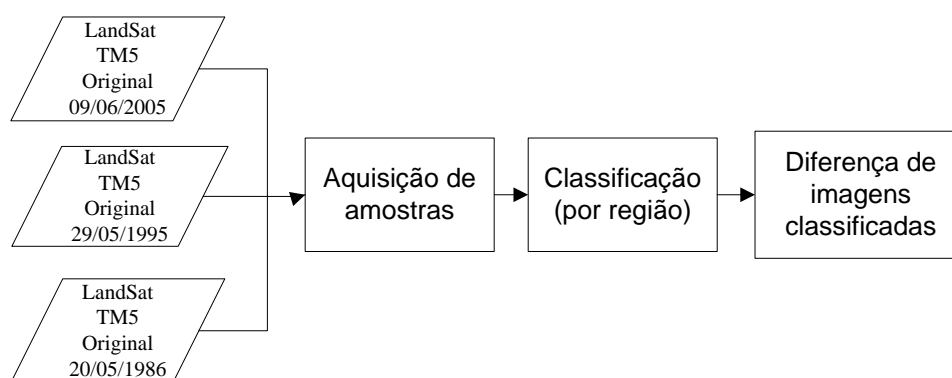 LandSat
TM5
Original
09/06/2005
LandSat
TM5
Original
29/05/1995
LandSat
TM5
Original
20/05/1986
Aquisição de
amostras
Classificação
(por região)
Diferença de
imagens
classificadas